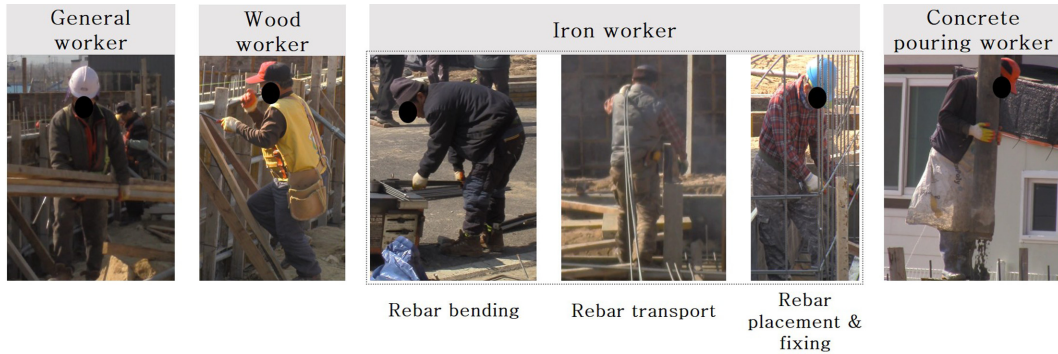 General
worker
Wood
worker
Iron worker
Concrete
pouring worker
Rebar bending
Rebar transport
Rebar
placement &
fixing